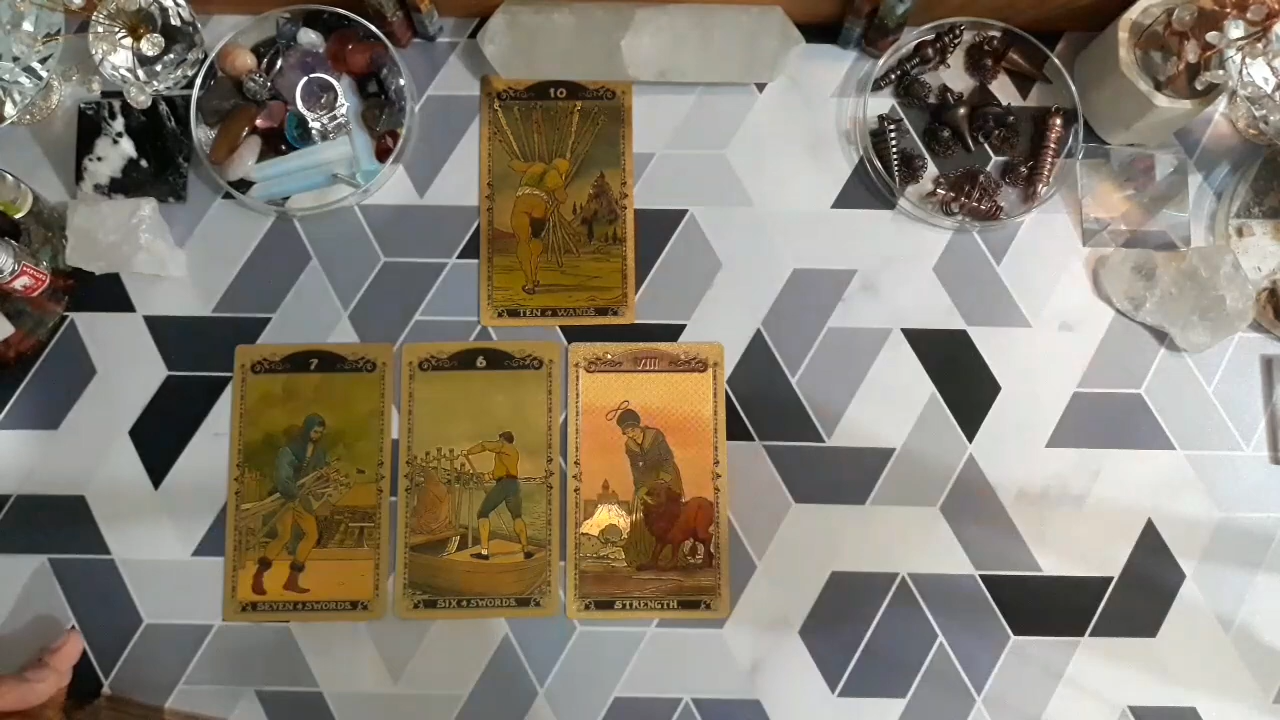 10
TEN of WANDS.
7
SEVEN of SWORDS.
6
SIX of SWORDS.
VIII
STRENGTH.